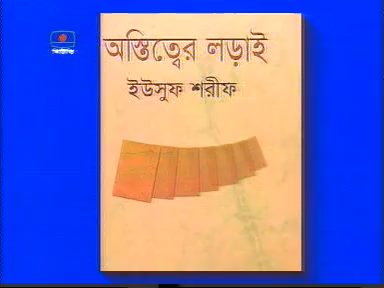 অস্তিত্বের লড়াই
ইউসুফ শরীফ